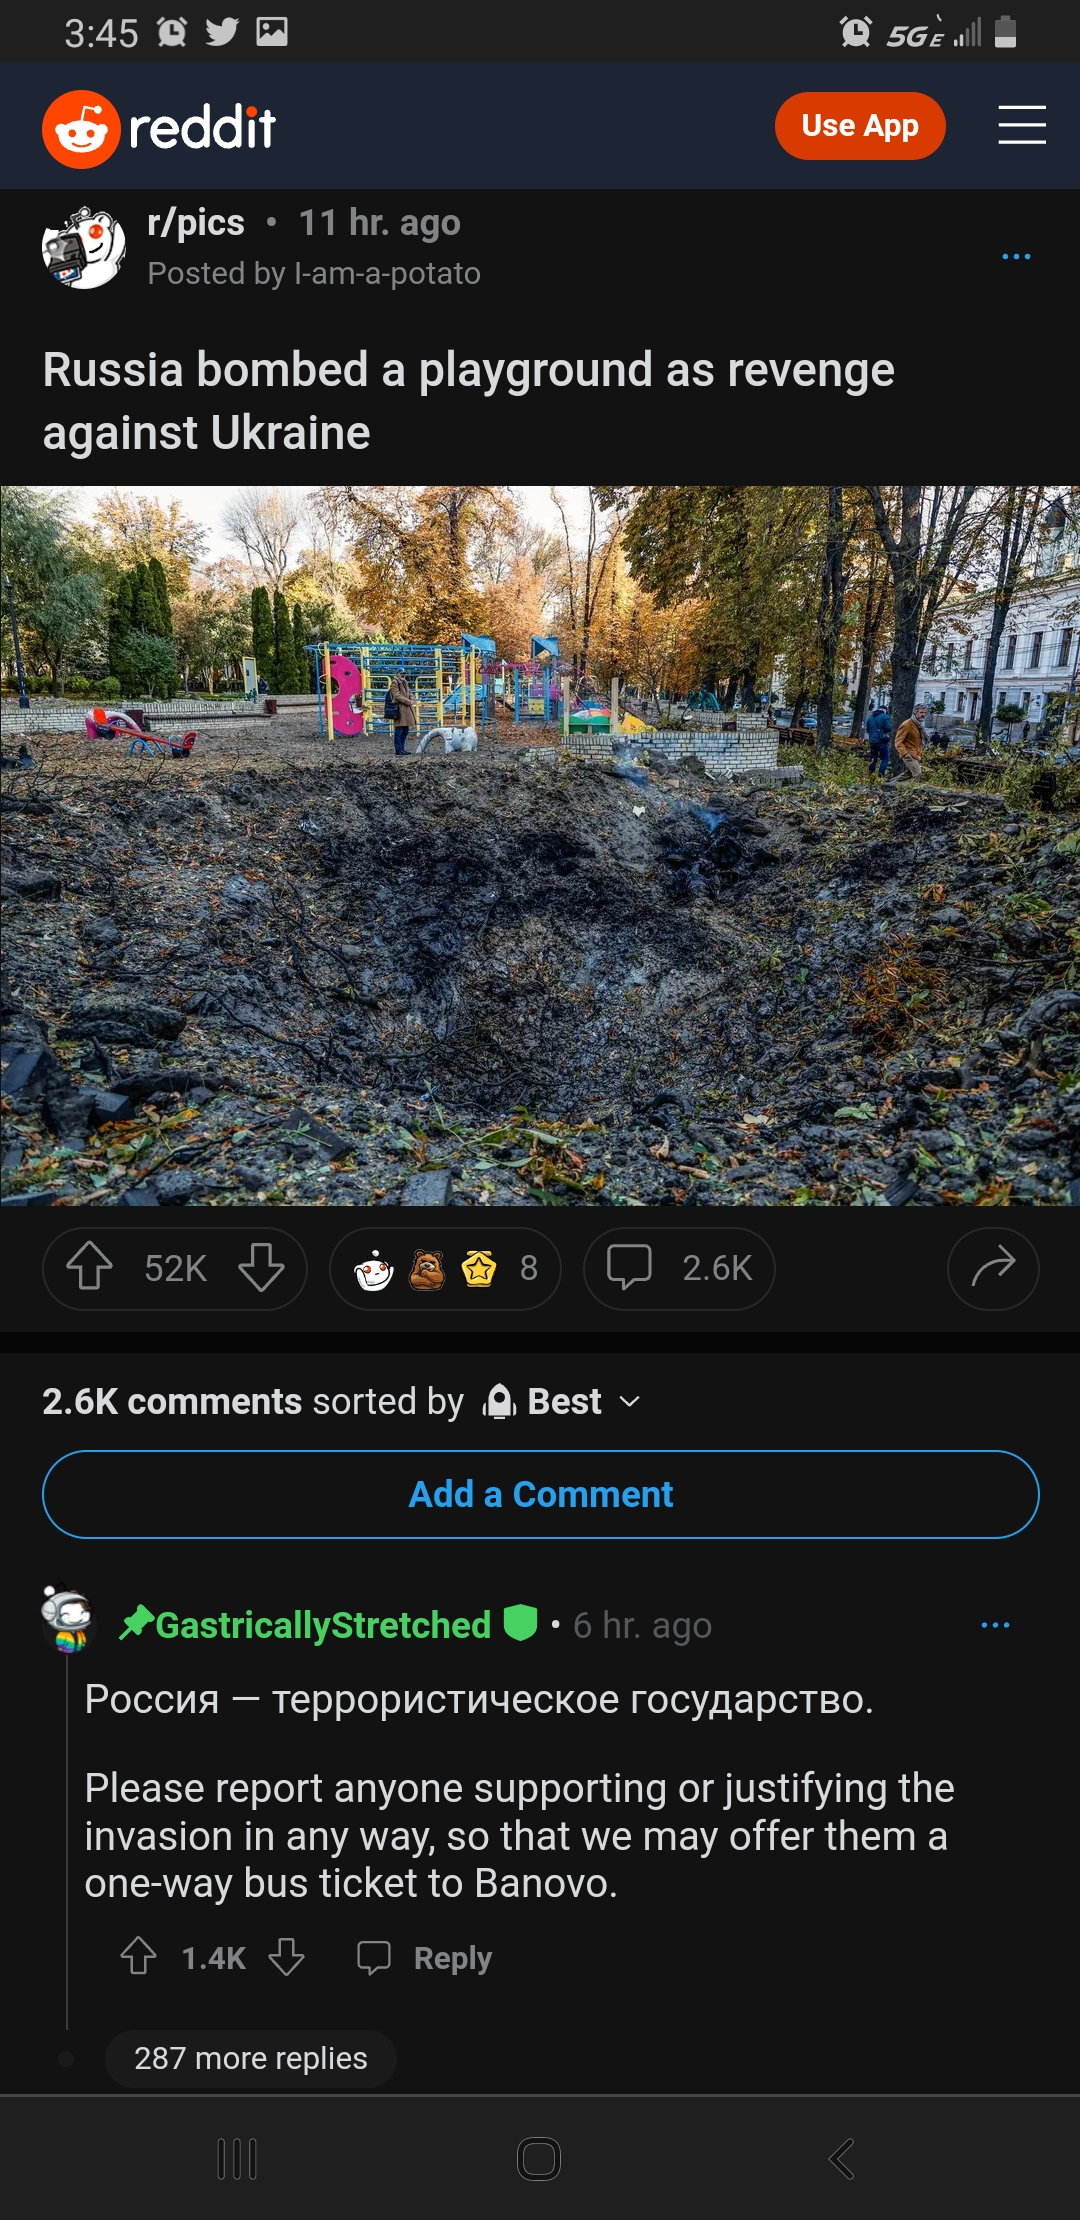 3:45
5GE
reddit
Use App
r/pics • 11 hr. ago
Posted by I-am-a-potato
Russia bombed a playground as revenge
against Ukraine
52K
8
2.6K
2.6K comments sorted by Best
Add a Comment
GastricallyStretched • 6 hr. ago
Россия — террористическое государство.
Please report anyone supporting or justifying the
invasion in any way, so that we may offer them a
one-way bus ticket to Banovo.
1.4K
Reply
287 more replies